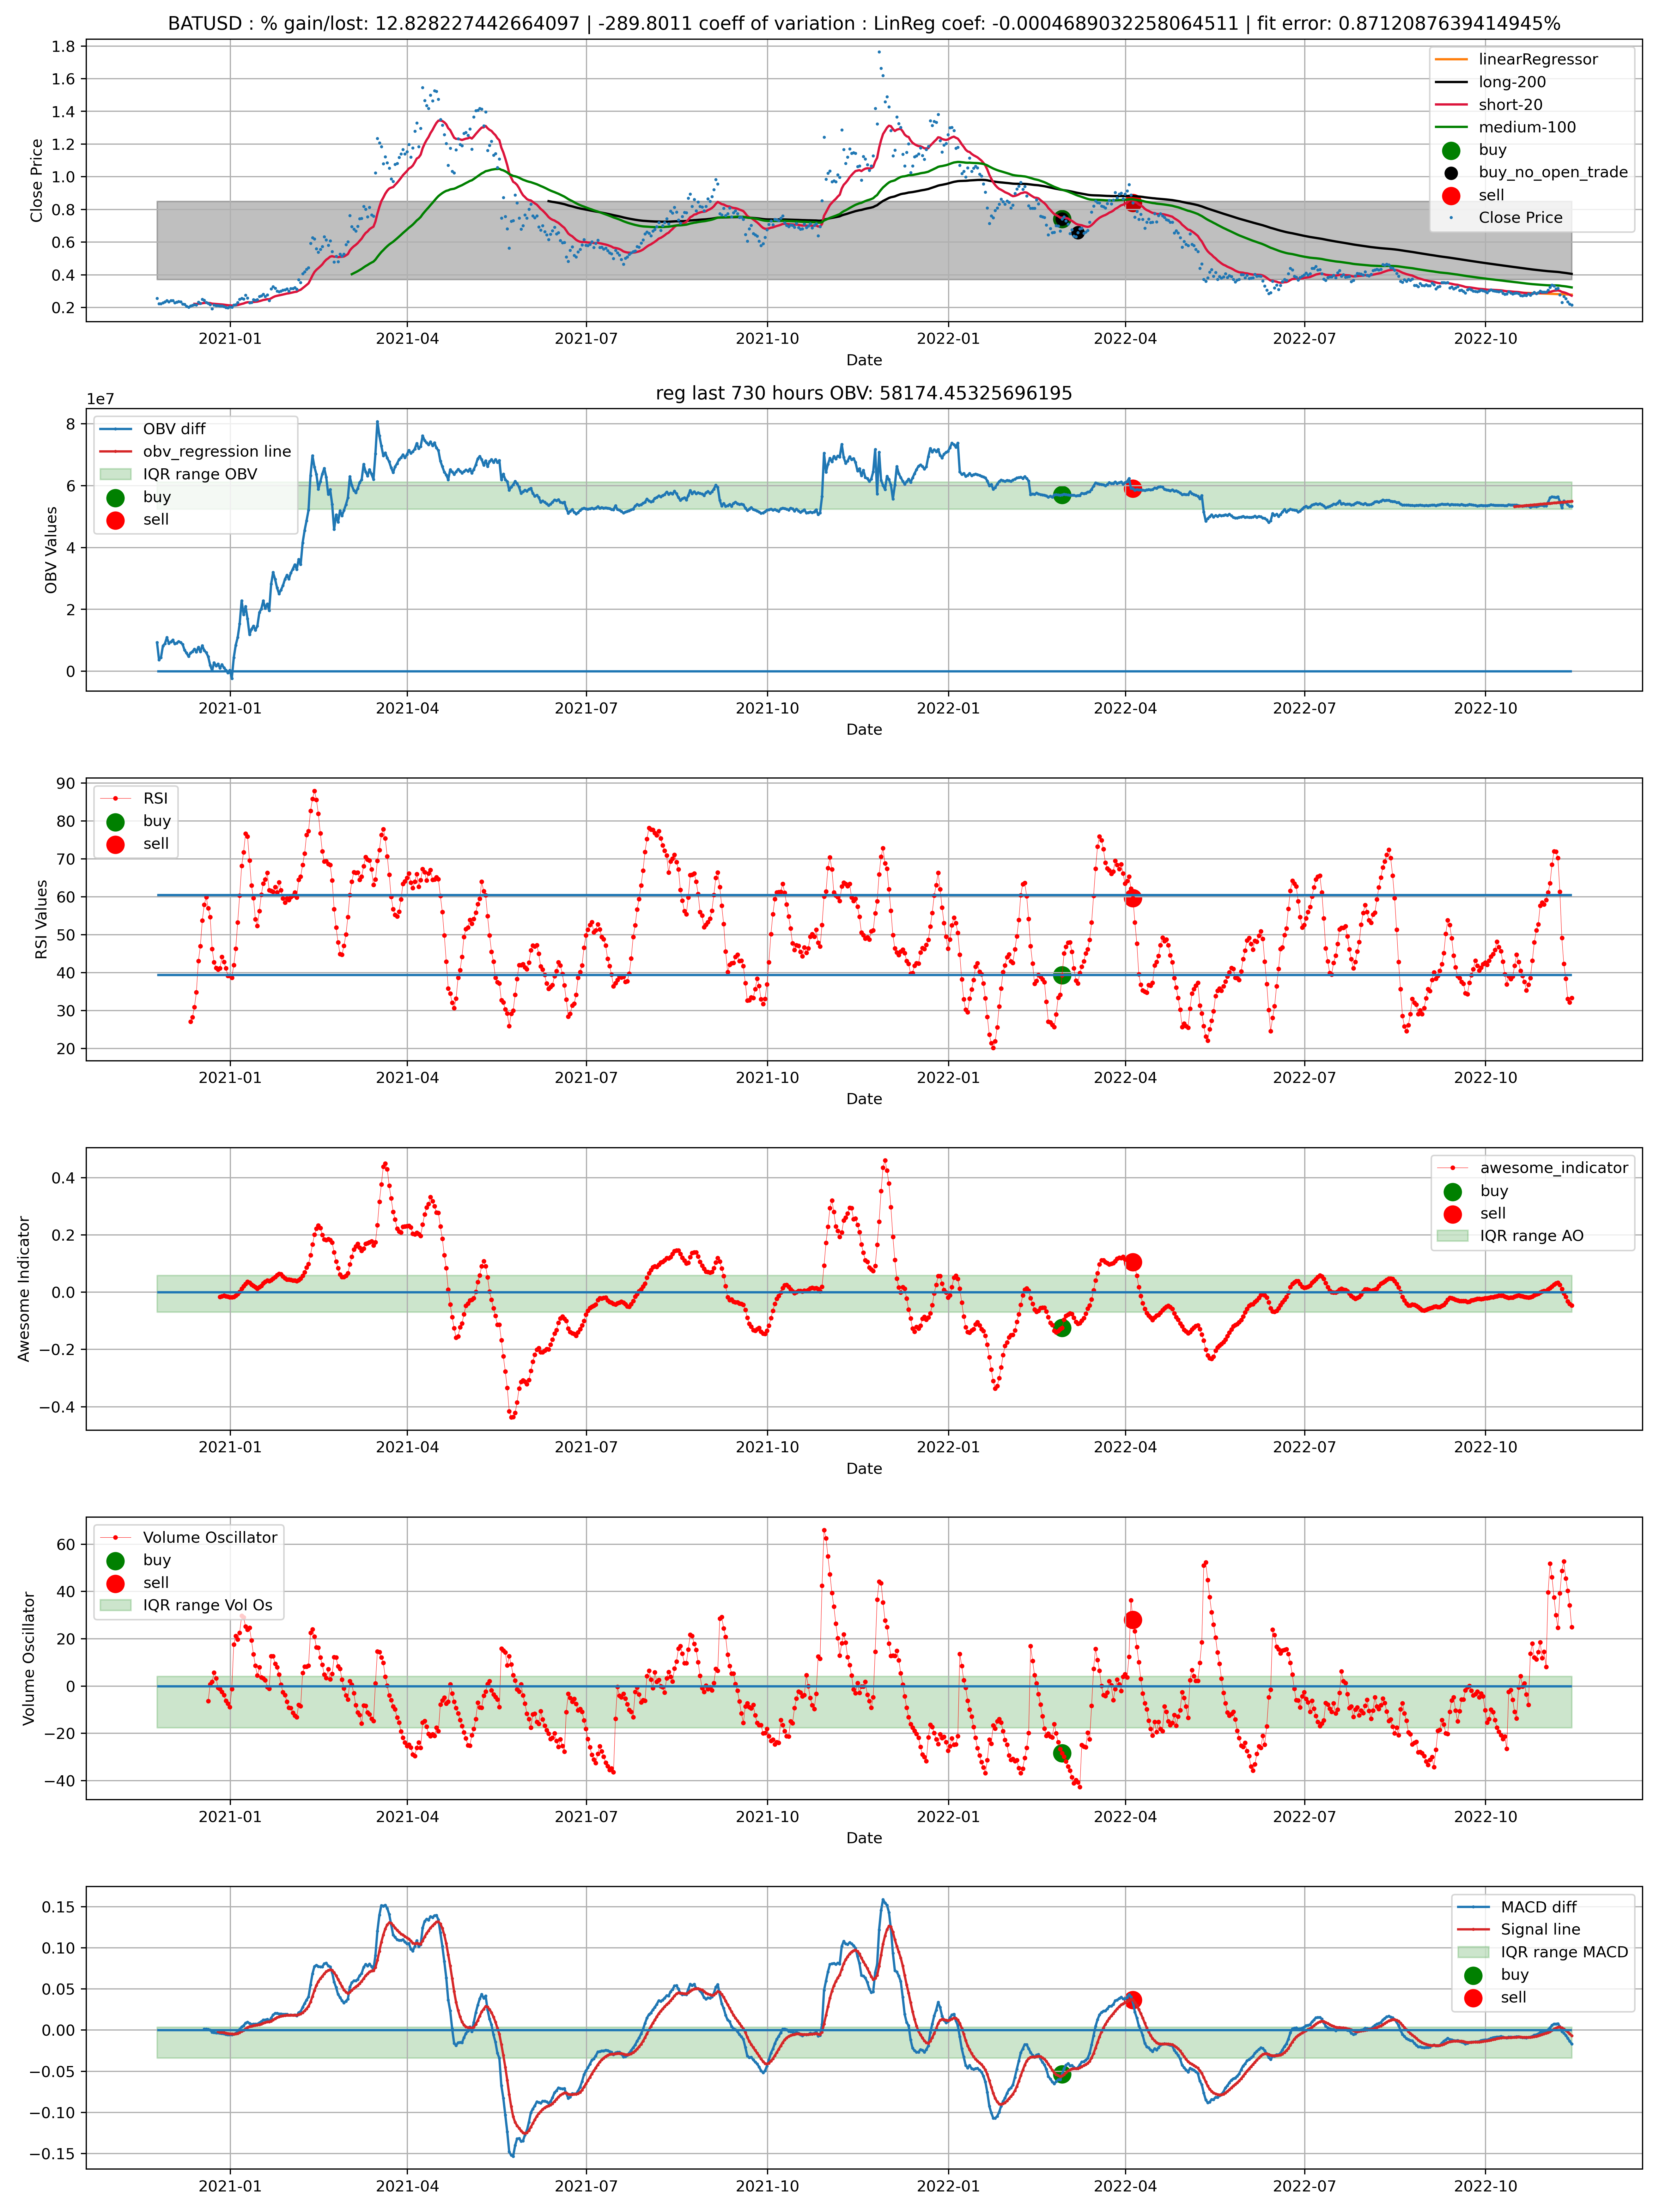 BATUSD : % gain/lost: 12.828227442664097 | -289.8011 coeff of variation : LinReg coef: -0.0004689032258064511 | fit error: 0.8712087639414945%
Close Price
1.8
1.6
1.4
1.2
1.0
0.8
0.6
0.4
0.2
linearRegressor
long-200
short-20
medium-100
buy
buy_no_open_trade
sell
Close Price
2021-01 2021-04 2021-07 2021-10 2022-01 2022-04 2022-07 2022-10
Date
reg last 730 hours OBV: 58174.45325696195
1e7
OBV Values
8
6
4
2
0
OBV diff
obv_regression line
IQR range OBV
buy
sell
2021-01 2021-04 2021-07 2021-10 2022-01 2022-04 2022-07 2022-10
Date
RSI Values
90
80
70
60
50
40
30
20
RSI
buy
sell
2021-01 2021-04 2021-07 2021-10 2022-01 2022-04 2022-07 2022-10
Date
Awesome Indicator
0.4
0.2
0.0
−0.2
−0.4
awesome_indicator
buy
sell
IQR range AO
2021-01 2021-04 2021-07 2021-10 2022-01 2022-04 2022-07 2022-10
Date
Volume Oscillator
60
40
20
0
−20
−40
Volume Oscillator
buy
sell
IQR range Vol Os
2021-01 2021-04 2021-07 2021-10 2022-01 2022-04 2022-07 2022-10
Date
0.15
0.10
0.05
0.00
−0.05
−0.10
−0.15
MACD diff
Signal line
IQR range MACD
buy
sell
2021-01 2021-04 2021-07 2021-10 2022-01 2022-04 2022-07 2022-10